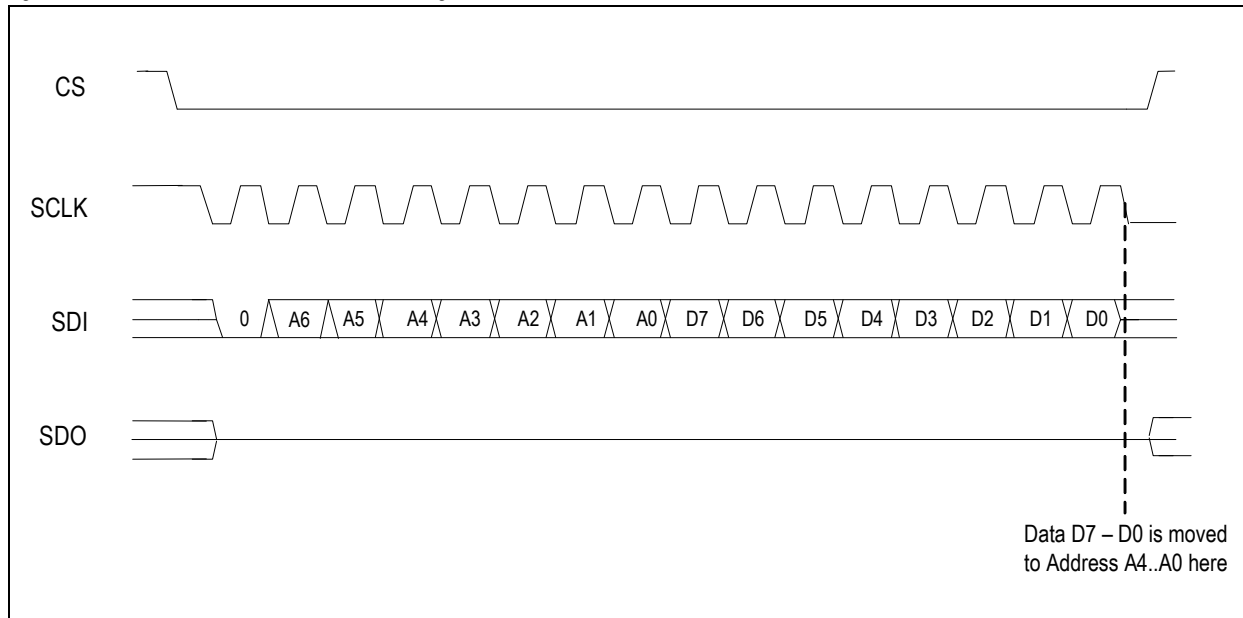 CS
SCLK
SDI
0 A6 A5 A4 A3 A2 A1 A0 D7 D6 D5 D4 D3 D2 D1 D0
SDO
Data D7 – D0 is moved
to Address A4..A0 here